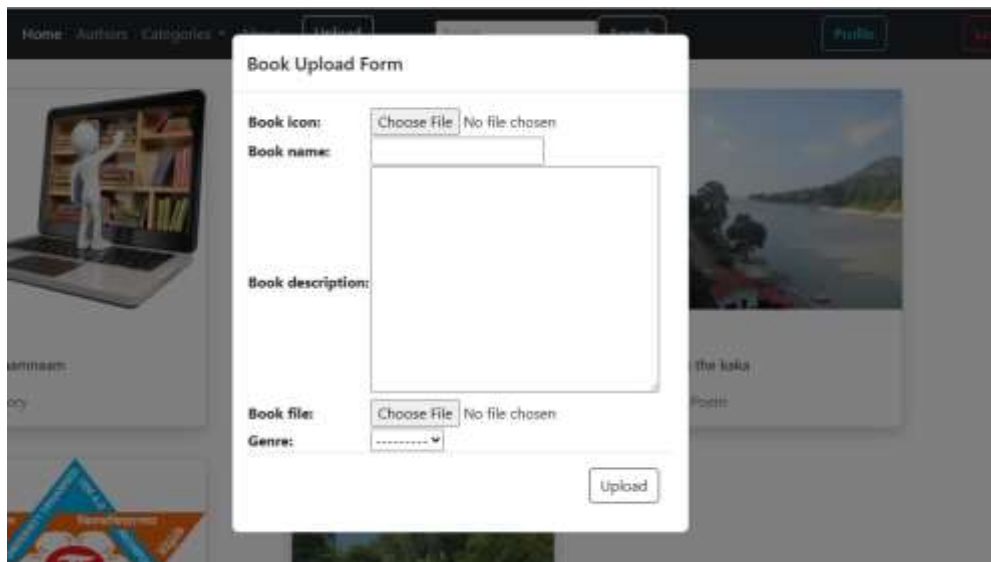 Home Authors Categories Upload Search Profile
Book Upload Form
Book icon: Choose File No file chosen
Book name:
Book description:
Book file: Choose File No file chosen
Genre: ---------
Upload
the kaka
Poem